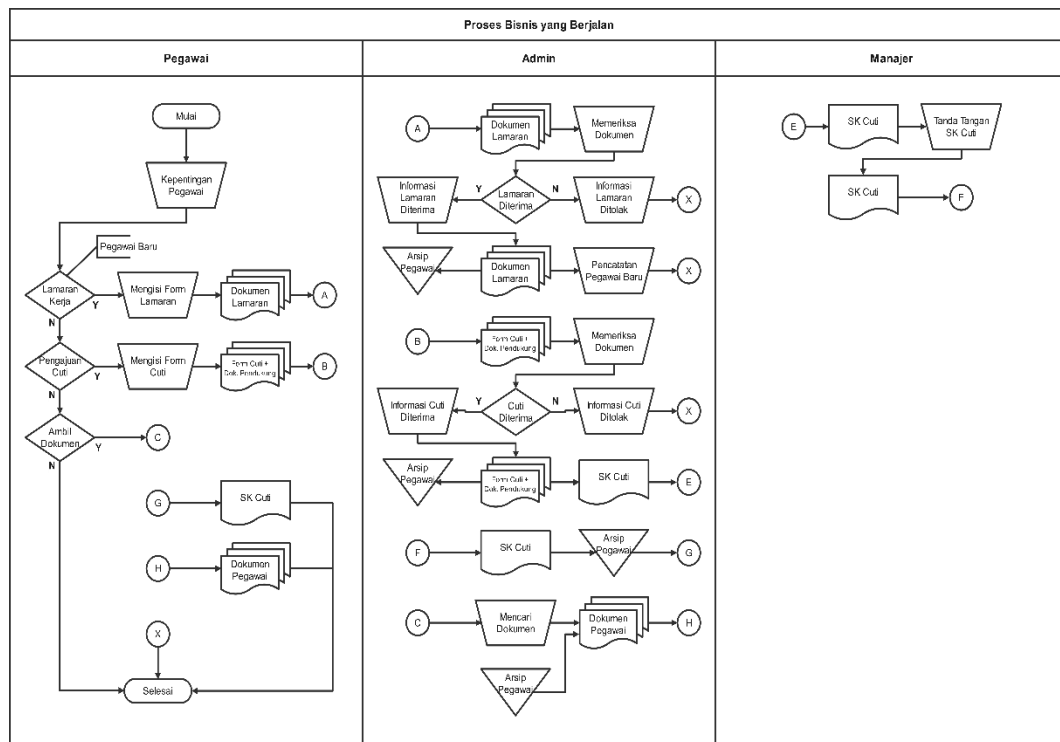 Proses Bisnis yang Berjalan
Pegawai
Admin
Manajer
Mulai
Kepentingan
Pegawai
Pegawai Baru
Lamaran
Kerja
Y
N
Mengisi Form
Lamaran
Dokumen
Lamaran
A
Pengajuan
Cuti
Y
N
Mengisi Form
Cuti
Form Cuti +
Dok. Pendukung
B
Ambil
Dokumen
Y
N
C
G
SK Cuti
H
Dokumen
Pegawai
X
Selesai
A
Dokumen
Lamaran
Memeriksa
Dokumen
Informasi
Lamaran
Diterima
Y
Lamaran
Diterima
N
Informasi
Lamaran
Ditolak
X
Arsip
Pegawai
Dokumen
Lamaran
Pencatatan
Pegawai Baru
X
B
Form Cuti +
Dok. Pendukung
Memeriksa
Dokumen
Informasi Cuti
Diterima
Y
Cuti
Diterima
N
Informasi Cuti
Ditolak
X
Arsip
Pegawai
Form Cuti +
Dok. Pendukung
SK Cuti
E
F
SK Cuti
Arsip
Pegawai
G
C
Mencari
Dokumen
Dokumen
Pegawai
H
Arsip
Pegawai
E
SK Cuti
Tanda Tangan
SK Cuti
SK Cuti
F